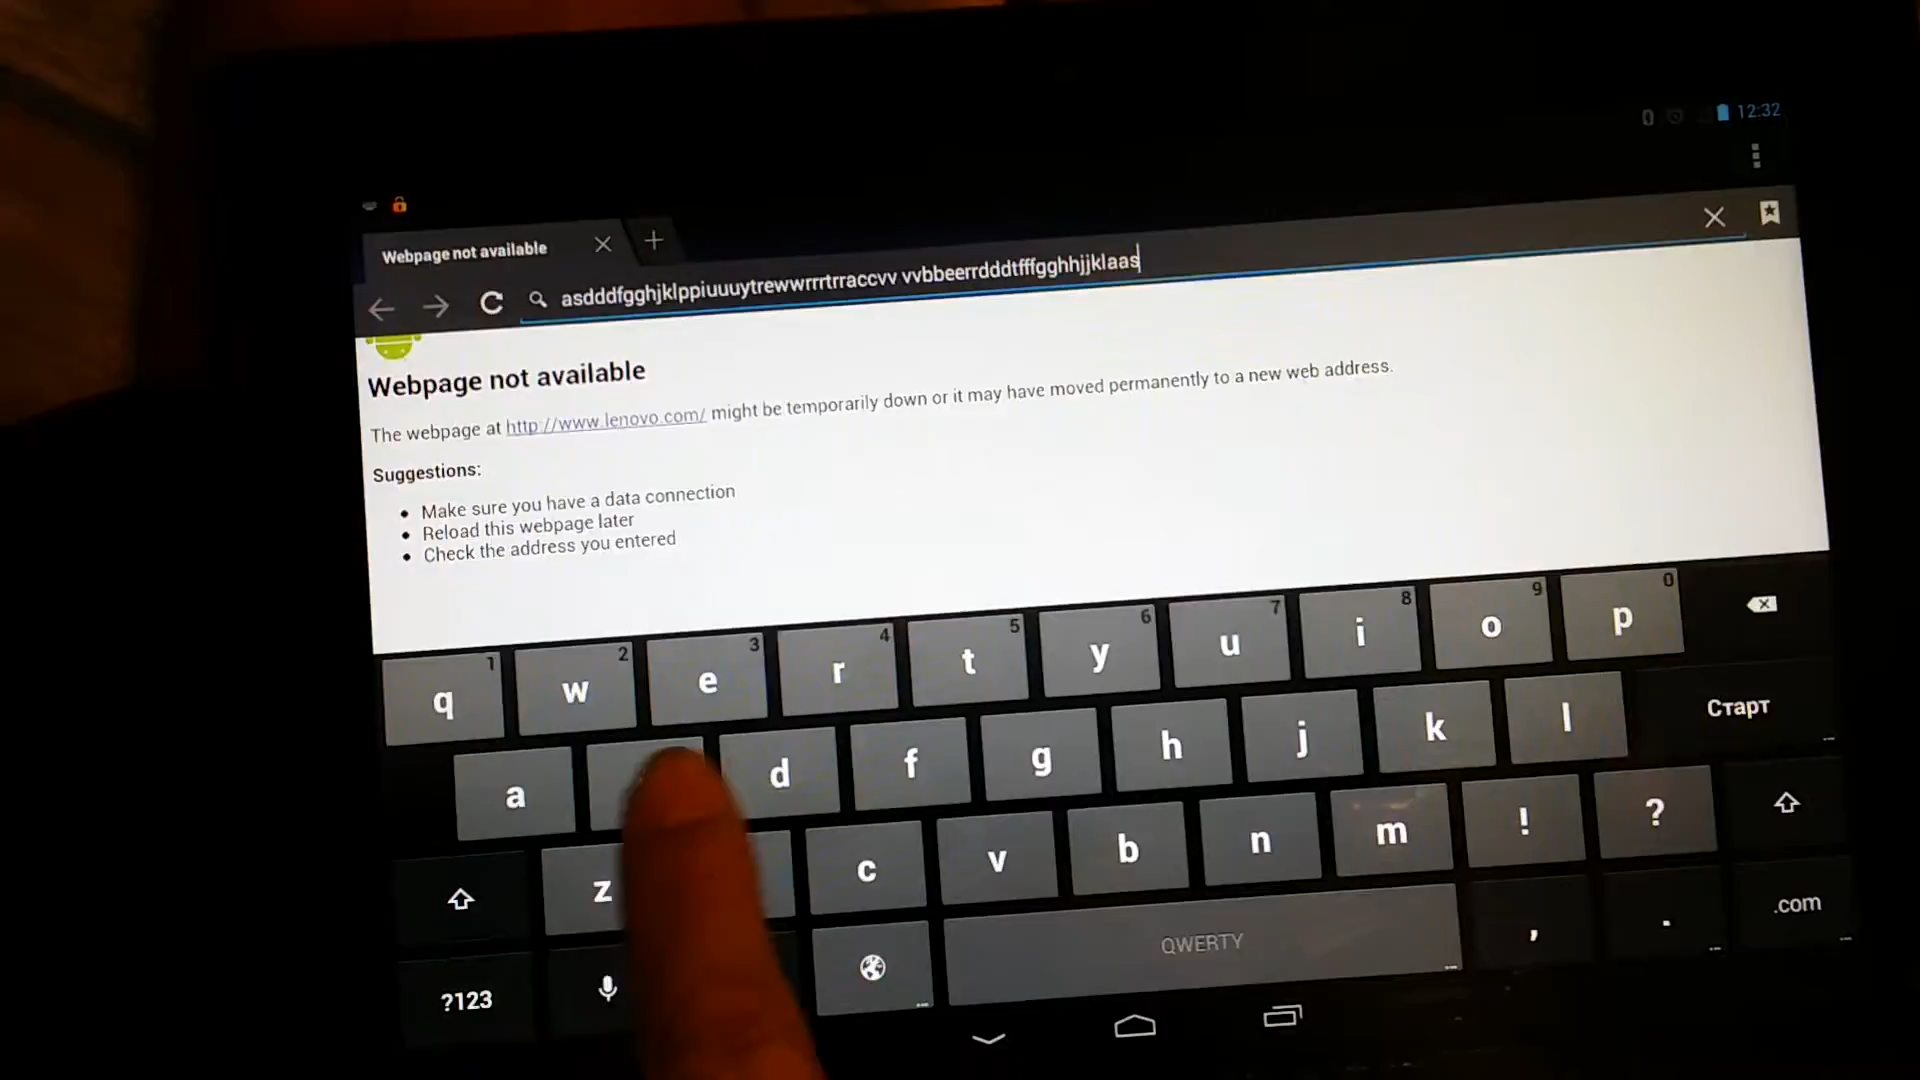 12:32
Webpage not available
asdddfgghjklppiuuuytrewwrrrtrraccvv vvbbeerrdddtfffgghhjjklaas
Webpage not available
The webpage at http://www.lenovo.com/ might be temporarily down or it may have moved permanently to a new web address.
Suggestions:
Make sure you have a data connection
Reload this webpage later
Check the address you entered
1 2 3 4 5 6 7 8 9 0
q w e r t y u i o p
a d f g h j k l Старт
z c v b n m ! ?
?123 QWERTY , . .com